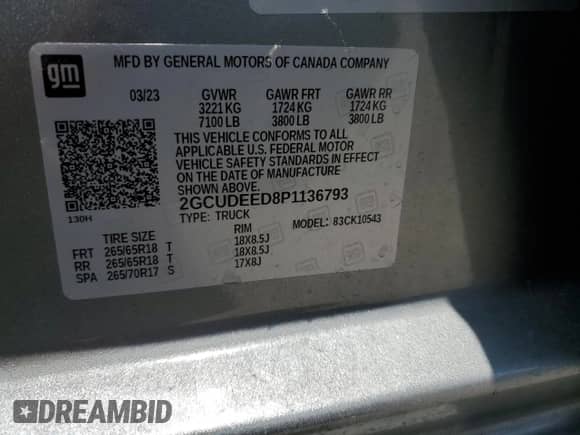 gm
MFD BY GENERAL MOTORS OF CANADA COMPANY
03/23 GVWR GAWR FRT GAWR RR
3221 KG 1724 KG 1724 KG
7100 LB 3800 LB 3800 LB
THIS VEHICLE CONFORMS TO ALL
APPLICABLE U.S. FEDERAL MOTOR
VEHICLE SAFETY STANDARDS IN EFFECT
ON THE DATE OF MANUFACTURE
SHOWN ABOVE.
2GCUDEED8P1136793
TYPE: TRUCK MODEL: 83CK10543
130H
TIRE SIZE RIM
FRT 265/65R18 T 18X8.5J
RR 265/65R18 T 18X8.5J
SPA 265/70R17 S 17X8J
DREAMBID